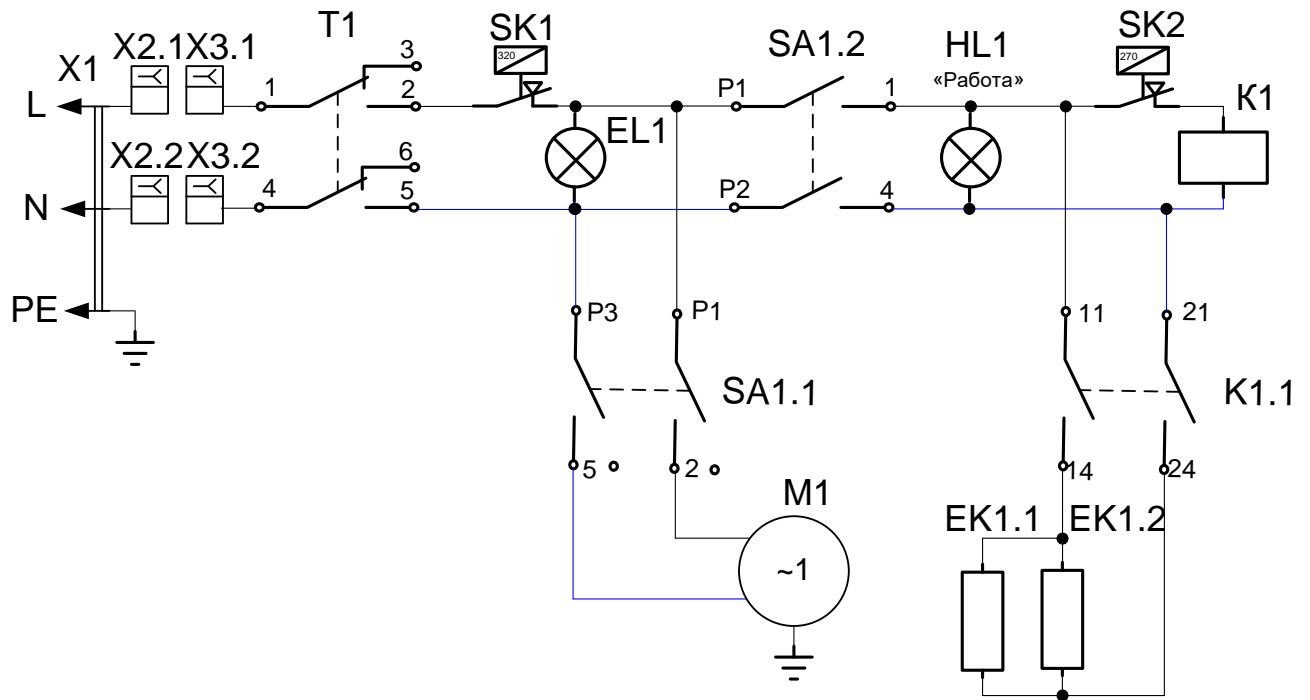 T1
SK1
SK2
X2.1 X3.1
SA1.2
HL1
X1
3
320
«Работа»
270
К1
L
1
2
P1
1
EL1
X2.2 X3.2
6
N
4
5
P2
4
PE
P3
P1
11
21
SA1.1
K1.1
5
2
14
24
M1
EK1.1
EK1.2
~1